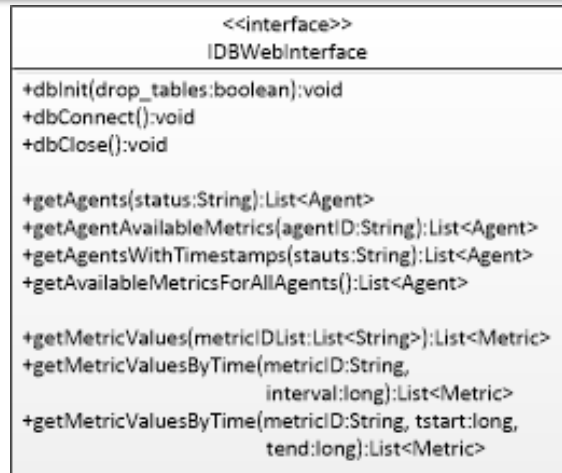 <<interface>>
IDBWebInterface
+dbInit(drop_tables:boolean):void
+dbConnect():void
+dbClose():void
+getAgents(status:String):List<Agent>
+getAgentAvailableMetrics(agentID:String):List<Agent>
+getAgentsWithTimestamps(stauts:String):List<Agent>
+getAvailableMetricsForAllAgents():List<Agent>
+getMetricValues(metricIDList:List<String>):List<Metric>
+getMetricValuesByTime(metricID:String,
interval:long):List<Metric>
+getMetricValuesByTime(metricID:String, tstart:long,
tend:long):List<Metric>